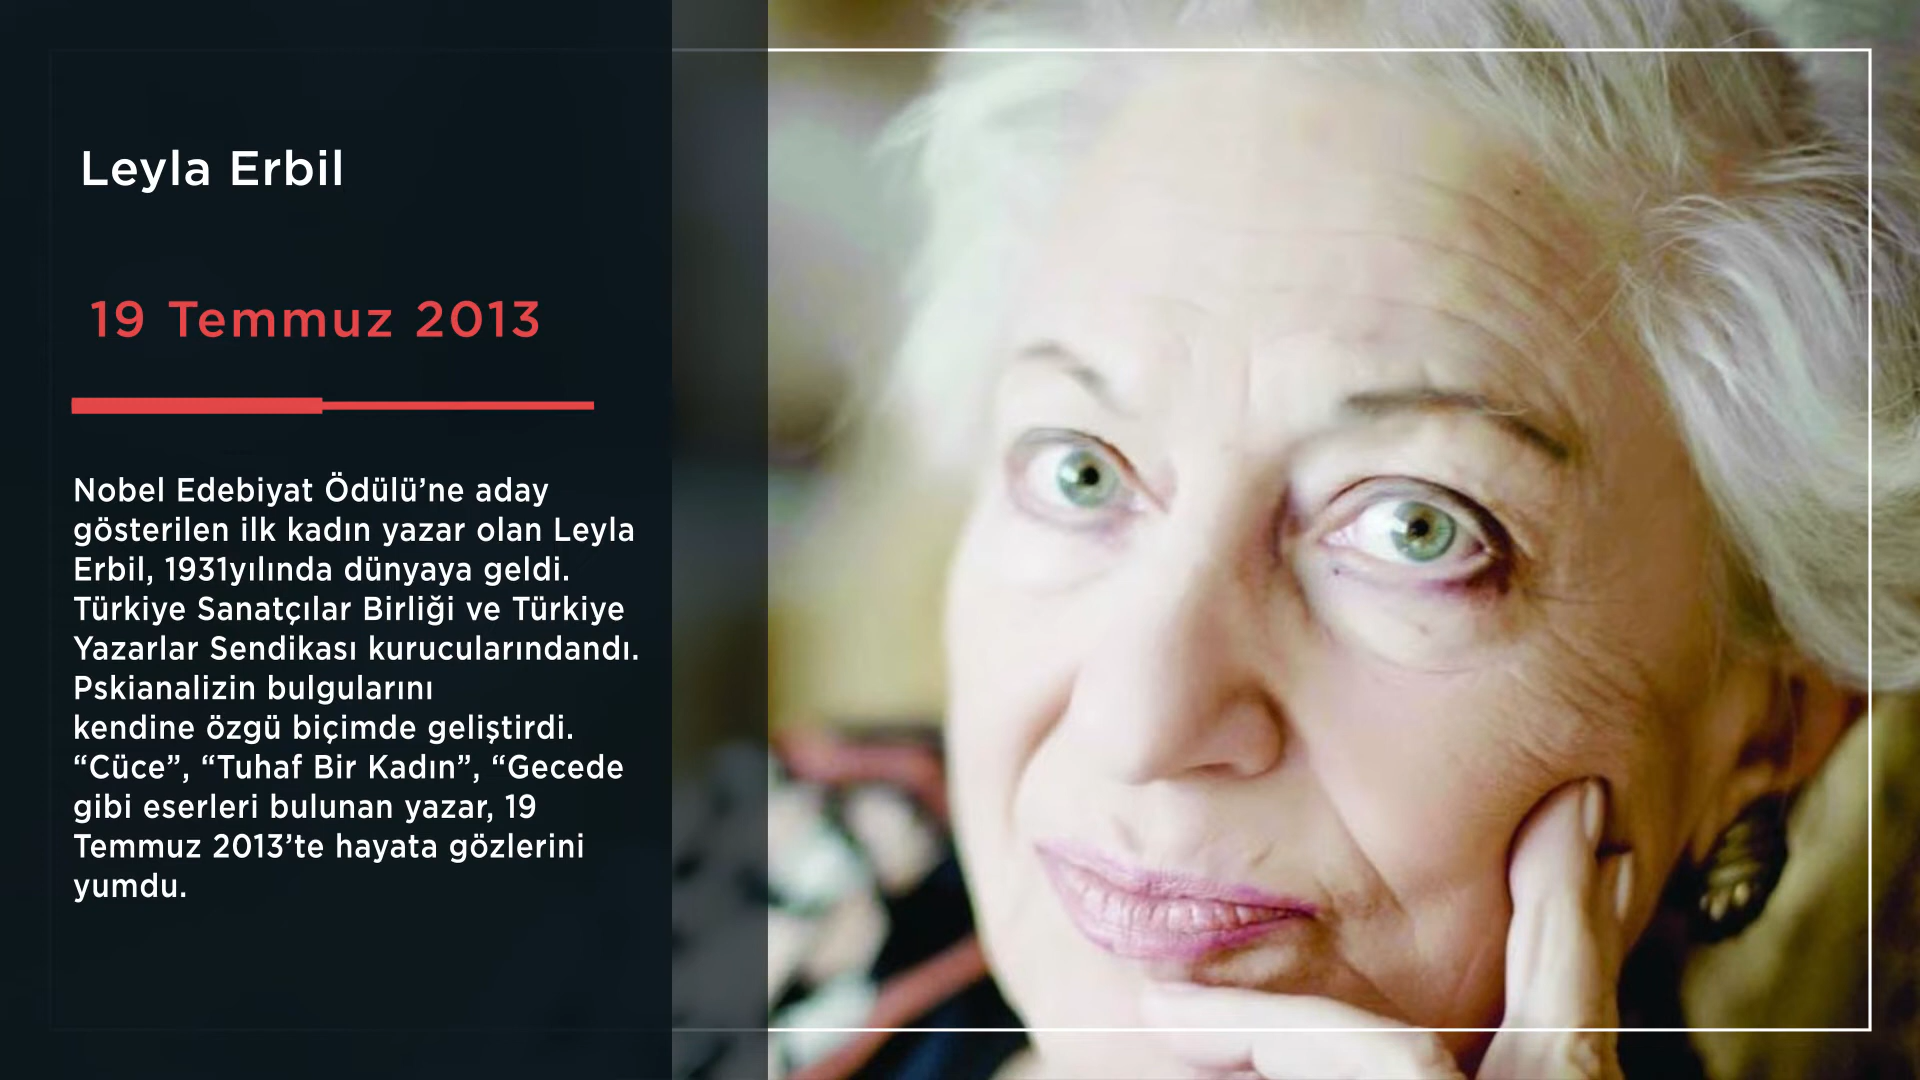 Leyla Erbil
19 Temmuz 2013
Nobel Edebiyat Ödülü’ne aday
gösterilen ilk kadın yazar olan Leyla
Erbil, 1931yılında dünyaya geldi.
Türkiye Sanatçılar Birliği ve Türkiye
Yazarlar Sendikası kurucularındandı.
Pskianalizin bulgularını
kendine özgü biçimde geliştirdi.
“Cüce”, “Tuhaf Bir Kadın”, “Gecede
gibi eserleri bulunan yazar, 19
Temmuz 2013’te hayata gözlerini
yumdu.